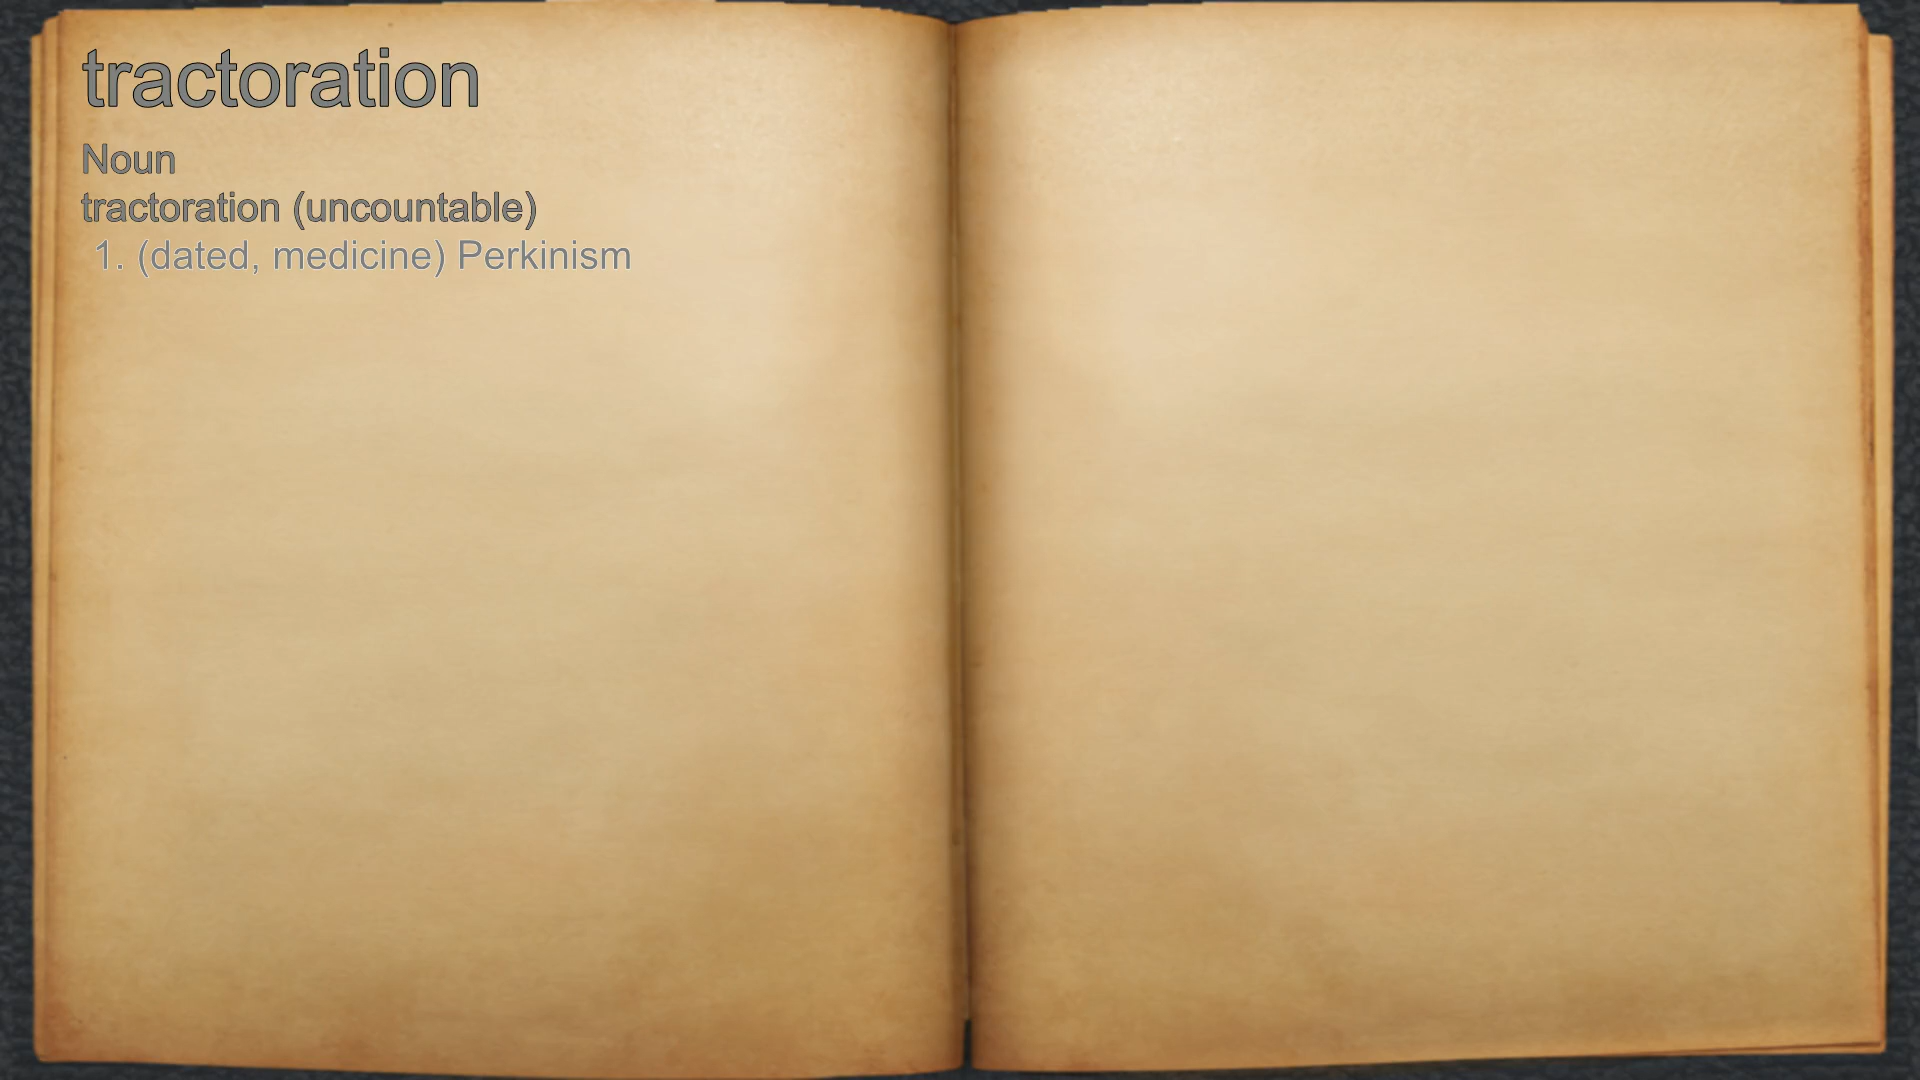 tractoration
Noun
tractoration (uncountable)
1. (dated, medicine) Perkinism